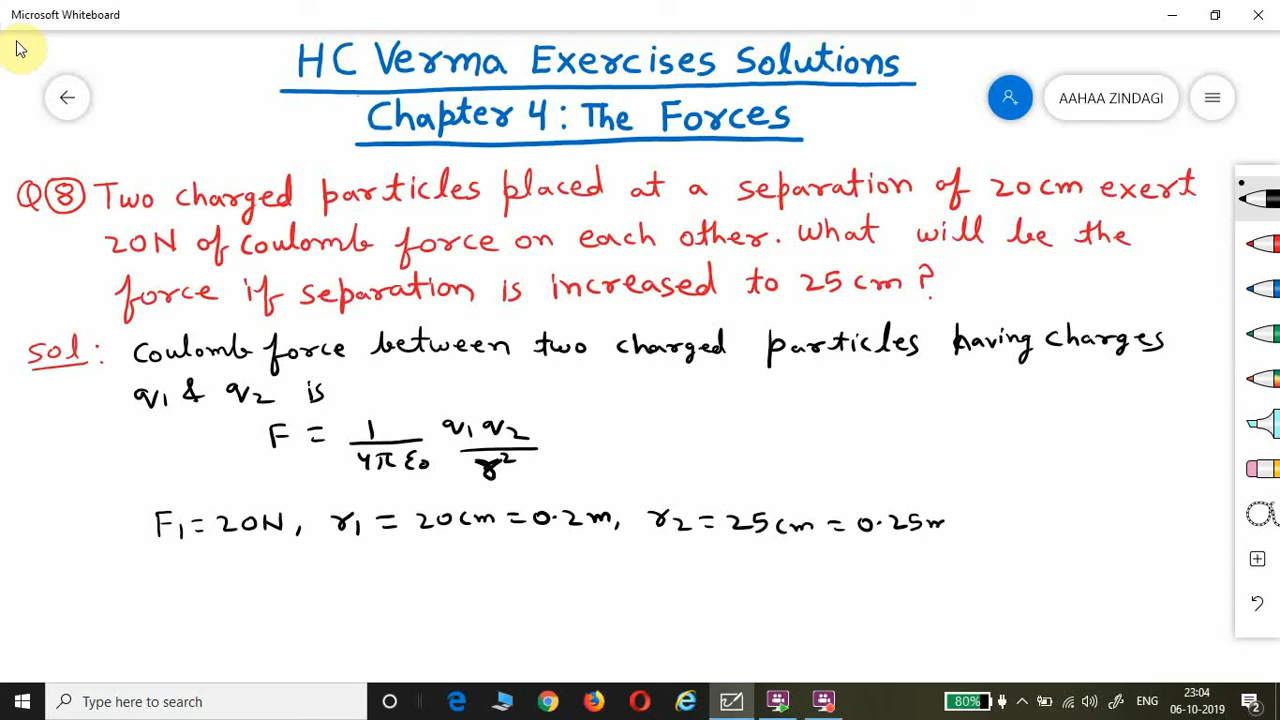 Microsoft Whiteboard
HC Verma Exercises Solutions
Chapter 4: The Forces
AAHAA ZINDAGI
Q⑧ Two charged particles placed at a separation of 20cm exert
20N of Coulomb force on each other. What will be the
force if separation is increased to 25cm?
Sol: Coulomb force between two charged particles having charges
q1 & q2 is
F = 1/4πε0 q1q2/r²
F1=20N, r1 = 20cm = 0.2m, r2 = 25cm = 0.25m
Type here to search
80%
ENG
23:04
06-10-2019
2